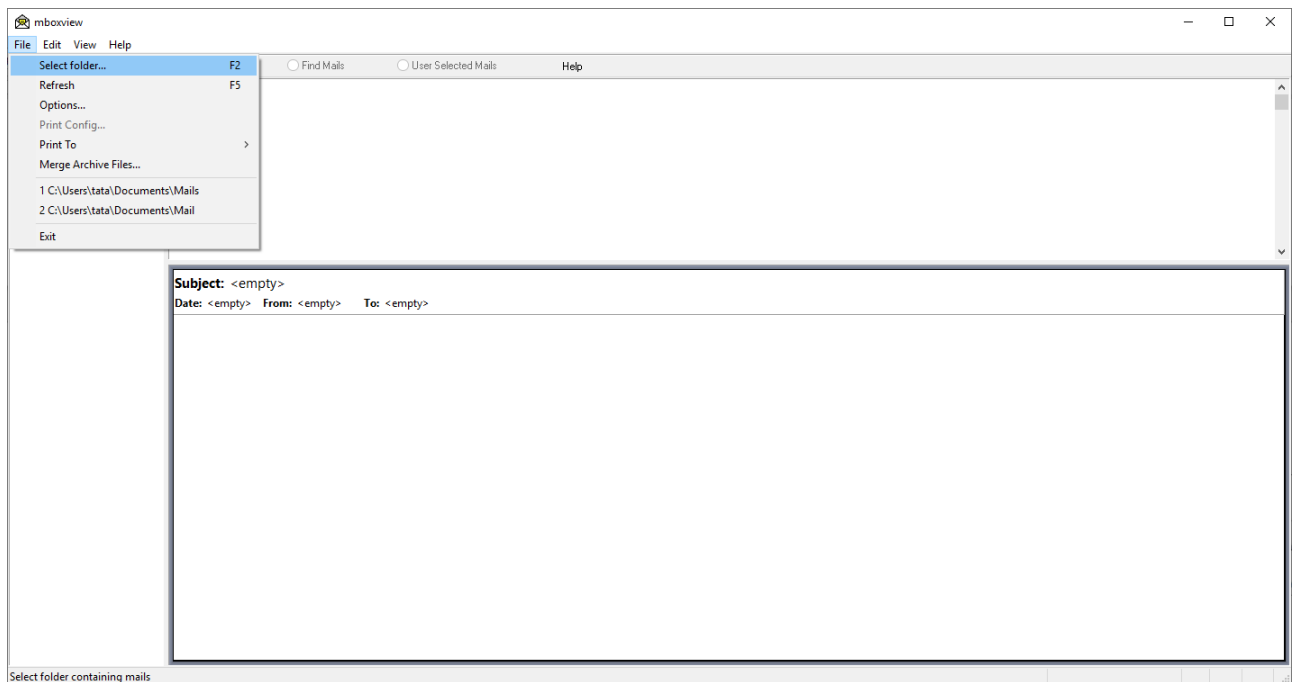 mboxview
File Edit View Help
Select folder... F2 Find Mails User Selected Mails Help
Refresh F5
Options...
Print Config...
Print To
Merge Archive Files...
1 C:\Users\tata\Documents\Mails
2 C:\Users\tata\Documents\Mail
Exit
Subject: <empty>
Date: <empty> From: <empty> To: <empty>
Select folder containing mails